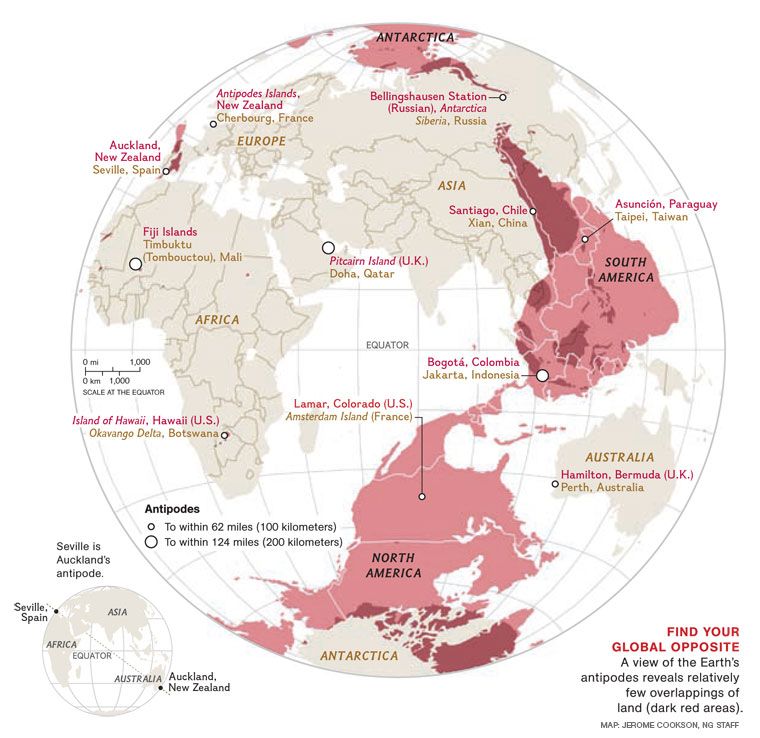 ANTARCTICA
Antipodes Islands,
New Zealand
Cherbourg, France
Bellingshausen Station
(Russian), Antarctica
Siberia, Russia
EUROPE
Auckland,
New Zealand
Seville, Spain
ASIA
Santiago, Chile
Xian, China
Asunción, Paraguay
Taipei, Taiwan
Fiji Islands
Timbuktu
(Tombouctou), Mali
Pitcairn Island (U.K.)
Doha, Qatar
SOUTH
AMERICA
AFRICA
EQUATOR
0 mi 1,000
0 km 1,000
SCALE AT THE EQUATOR
Bogotá, Colombia
Jakarta, Indonesia
Lamar, Colorado (U.S.)
Amsterdam Island (France)
Island of Hawaii, Hawaii (U.S.)
Okavango Delta, Botswana
AUSTRALIA
Hamilton, Bermuda (U.K.)
Perth, Australia
Antipodes
To within 62 miles (100 kilometers)
To within 124 miles (200 kilometers)
NORTH
AMERICA
ANTARCTICA
Seville is
Auckland's
antipode.
Seville,
Spain
ASIA
AFRICA
EQUATOR
AUSTRALIA
Auckland,
New Zealand
FIND YOUR
GLOBAL OPPOSITE
A view of the Earth's
antipodes reveals relatively
few overlappings of
land (dark red areas).
MAP: JEROME COOKSON, NG STAFF